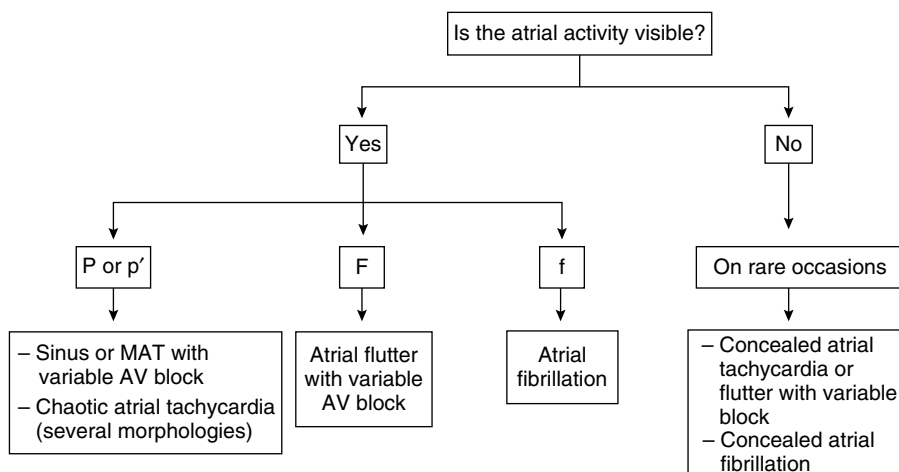 Is the atrial activity visible?
Yes
No
P or p′
F
f
On rare occasions
– Sinus or MAT with
variable AV block
– Chaotic atrial tachycardia
(several morphologies)
Atrial flutter
with variable
AV block
Atrial
fibrillation
– Concealed atrial
tachycardia or
flutter with variable
block
– Concealed atrial
fibrillation